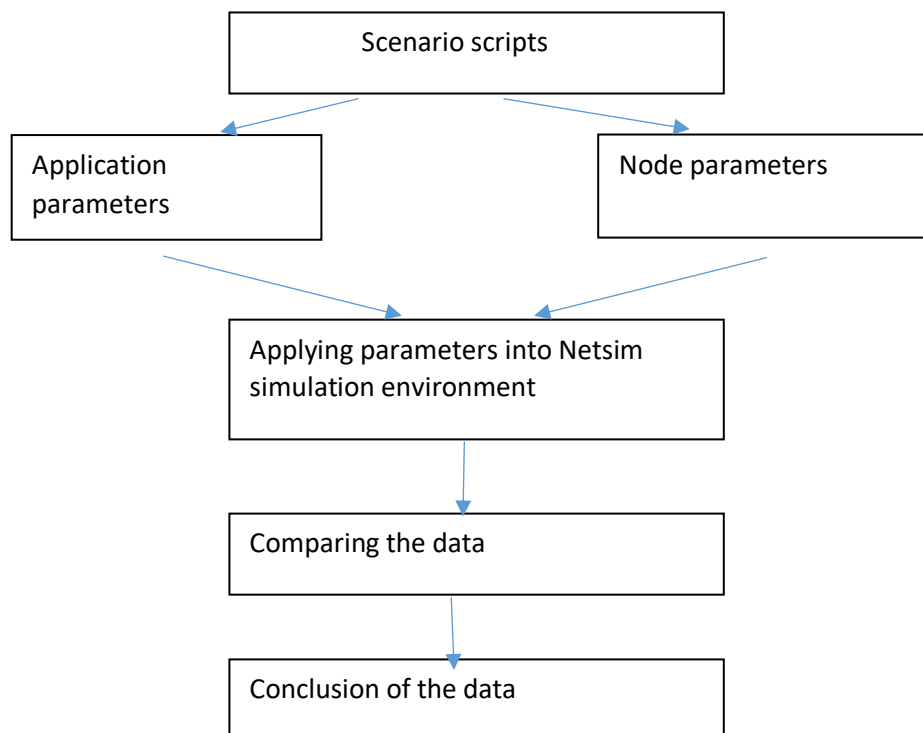 Scenario scripts
Application
parameters
Node parameters
Applying parameters into Netsim
simulation environment
Comparing the data
Conclusion of the data